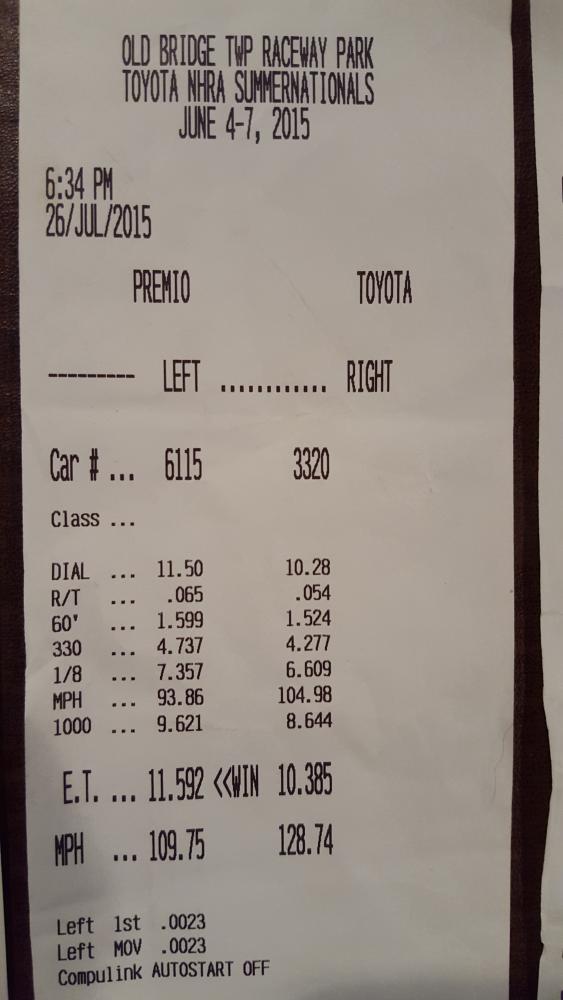 OLD BRIDGE TWP RACEWAY PARK
TOYOTA NHRA SUMMERNATIONALS
JUNE 4-7, 2015
6:34 PM
26/JUL/2015
PREMIO TOYOTA
--------- LEFT ............ RIGHT
Car # ... 6115 3320
Class ...
DIAL ... 11.50 10.28
R/T ... .065 .054
60' ... 1.599 1.524
330 ... 4.737 4.277
1/8 ... 7.357 6.609
MPH ... 93.86 104.98
1000 ... 9.621 8.644
E.T. ... 11.592 <<WIN 10.385
MPH ... 109.75 128.74
Left 1st .0023
Left MOV .0023
Compulink AUTOSTART OFF